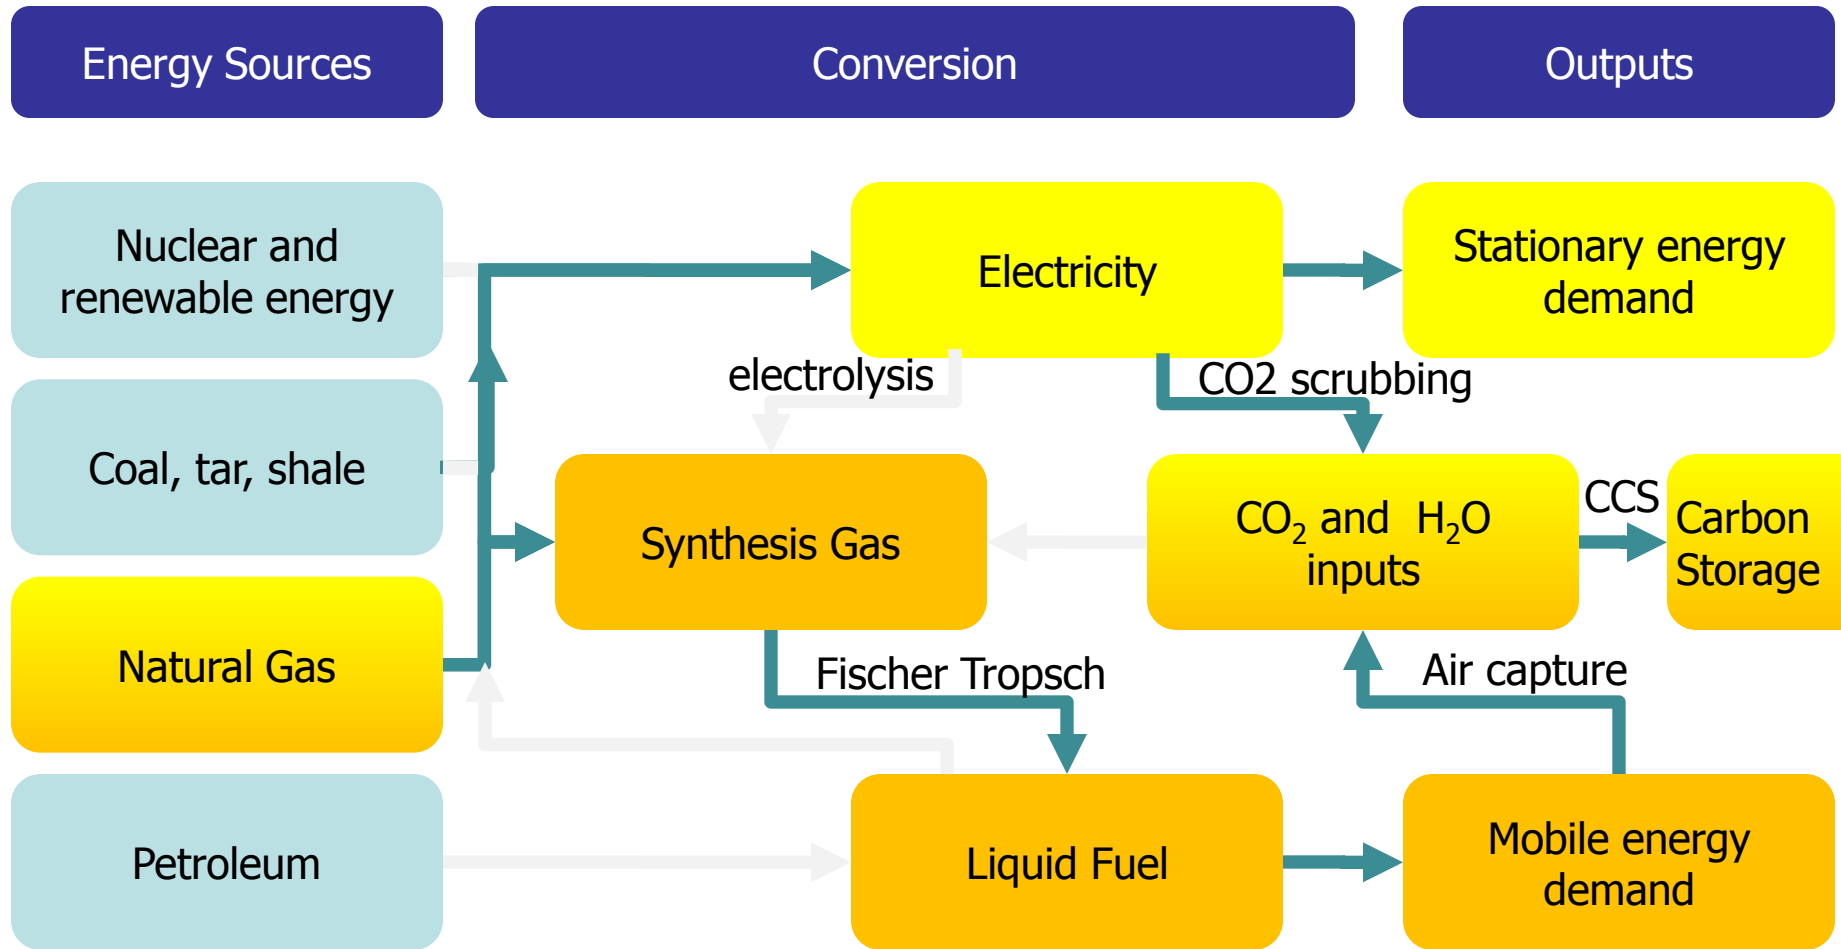 Energy Sources
Conversion
Outputs
Nuclear and
renewable energy
Electricity
Stationary energy
demand
electrolysis
CO2 scrubbing
Coal, tar, shale
Synthesis Gas
CO₂ and H₂O
inputs
CCS
Carbon
Storage
Natural Gas
Fischer Tropsch
Air capture
Petroleum
Liquid Fuel
Mobile energy
demand